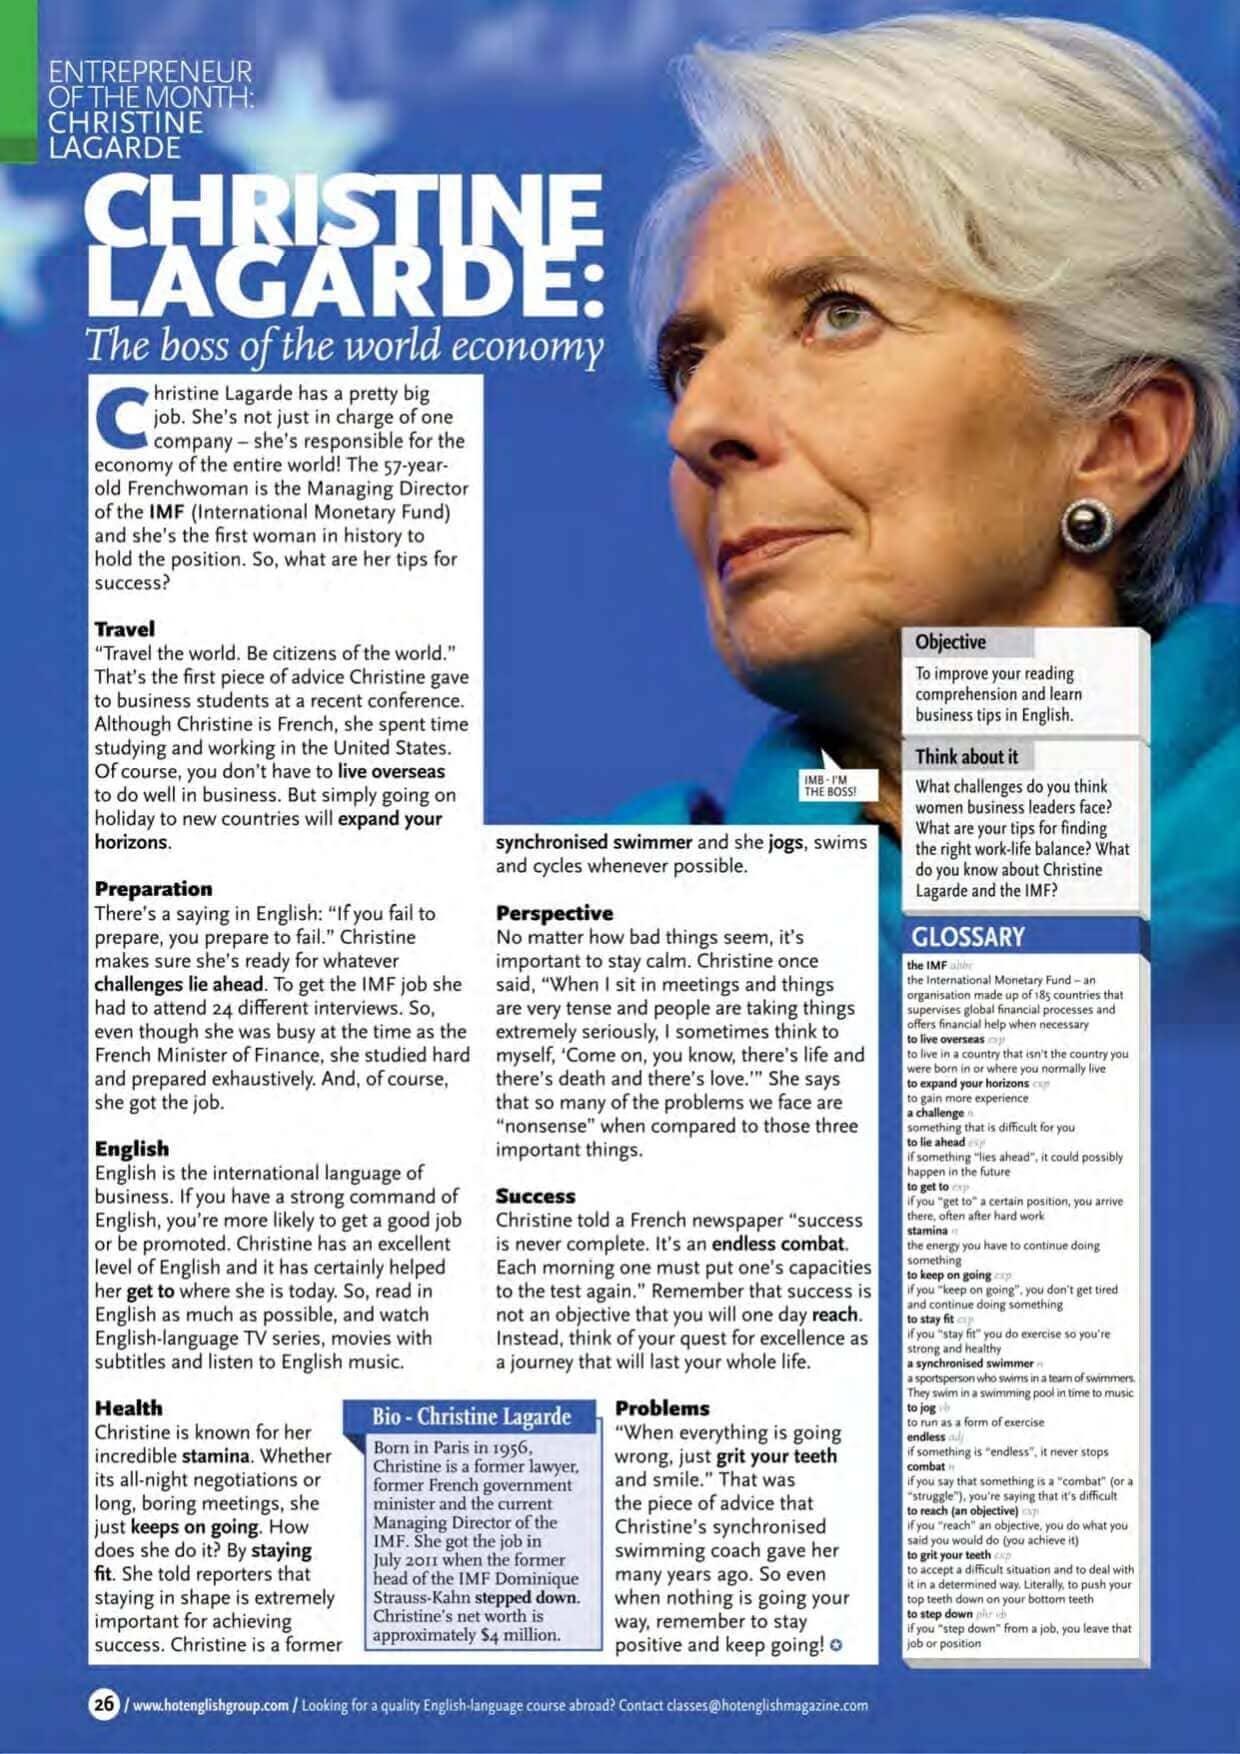 ENTREPRENEUR
OF THE MONTH:
CHRISTINE
LAGARDE
CHRISTINE
LAGARDE:
The boss of the world economy
Christine Lagarde has a pretty big
job. She's not just in charge of one
company – she's responsible for the
economy of the entire world! The 57-year-
old Frenchwoman is the Managing Director
of the IMF (International Monetary Fund)
and she's the first woman in history to
hold the position. So, what are her tips for
success?
Travel
"Travel the world. Be citizens of the world."
That's the first piece of advice Christine gave
to business students at a recent conference.
Although Christine is French, she spent time
studying and working in the United States.
Of course, you don't have to live overseas
to do well in business. But simply going on
holiday to new countries will expand your
horizons.
Preparation
There's a saying in English: "If you fail to
prepare, you prepare to fail." Christine
makes sure she's ready for whatever
challenges lie ahead. To get the IMF job she
had to attend 24 different interviews. So,
even though she was busy at the time as the
French Minister of Finance, she studied hard
and prepared exhaustively. And, of course,
she got the job.
English
English is the international language of
business. If you have a strong command of
English, you're more likely to get a good job
or be promoted. Christine has an excellent
level of English and it has certainly helped
her get to where she is today. So, read in
English as much as possible, and watch
English-language TV series, movies with
subtitles and listen to English music.
Health
Christine is known for her
incredible stamina. Whether
its all-night negotiations or
long, boring meetings, she
just keeps on going. How
does she do it? By staying
fit. She told reporters that
staying in shape is extremely
important for achieving
success. Christine is a former
synchronised swimmer and she jogs, swims
and cycles whenever possible.
Perspective
No matter how bad things seem, it's
important to stay calm. Christine once
said, "When I sit in meetings and things
are very tense and people are taking things
extremely seriously, I sometimes think to
myself, 'Come on, you know, there's life and
there's death and there's love.'" She says
that so many of the problems we face are
"nonsense" when compared to those three
important things.
Success
Christine told a French newspaper "success
is never complete. It's an endless combat.
Each morning one must put one's capacities
to the test again." Remember that success is
not an objective that you will one day reach.
Instead, think of your quest for excellence as
a journey that will last your whole life.
Bio - Christine Lagarde
Born in Paris in 1956,
Christine is a former lawyer,
former French government
minister and the current
Managing Director of the
IMF. She got the job in
July 2011 when the former
head of the IMF Dominique
Strauss-Kahn stepped down.
Christine's net worth is
approximately $4 million.
Problems
"When everything is going
wrong, just grit your teeth
and smile." That was
the piece of advice that
Christine's synchronised
swimming coach gave her
many years ago. So even
when nothing is going your
way, remember to stay
positive and keep going!
IMB - I'M
THE BOSS!
Objective
To improve your reading
comprehension and learn
business tips in English.
Think about it
What challenges do you think
women business leaders face?
What are your tips for finding
the right work-life balance? What
do you know about Christine
Lagarde and the IMF?
GLOSSARY
the IMF abbr
the International Monetary Fund – an
organisation made up of 185 countries that
supervises global financial processes and
offers financial help when necessary
to live overseas exp
to live in a country that isn't the country you
were born in or where you normally live
to expand your horizons exp
to gain more experience
a challenge n
something that is difficult for you
to lie ahead exp
if something "lies ahead", it could possibly
happen in the future
to get to exp
if you "get to" a certain position, you arrive
there, often after hard work
stamina n
the energy you have to continue doing
something
to keep on going exp
if you "keep on going", you don't get tired
and continue doing something
to stay fit exp
if you "stay fit" you do exercise so you're
strong and healthy
a synchronised swimmer n
a sportsperson who swims in a team of swimmers.
They swim in a swimming pool in time to music
to jog vb
to run as a form of exercise
endless adj
if something is "endless", it never stops
combat n
if you say that something is a "combat" (or a
"struggle"), you're saying that it's difficult
to reach (an objective) exp
if you "reach" an objective, you do what you
said you would do (you achieve it)
to grit your teeth exp
to accept a difficult situation and to deal with
it in a determined way. Literally, to push your
top teeth down on your bottom teeth
to step down phr vb
if you "step down" from a job, you leave that
job or position
26 / www.hotenglishgroup.com / Looking for a quality English-language course abroad? Contact classes@hotenglishmagazine.com